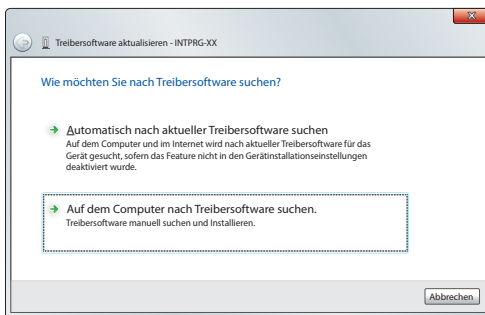 Treibersoftware aktualisieren - INTPRG-XX
Wie möchten Sie nach Treibersoftware suchen?
Automatisch nach aktueller Treibersoftware suchen
Auf dem Computer und im Internet wird nach aktueller Treibersoftware für das
Gerät gesucht, sofern das Feature nicht in den Gerätinstallationseinstellungen
deaktiviert wurde.
Auf dem Computer nach Treibersoftware suchen.
Treibersoftware manuell suchen und Installieren.
Abbrechen